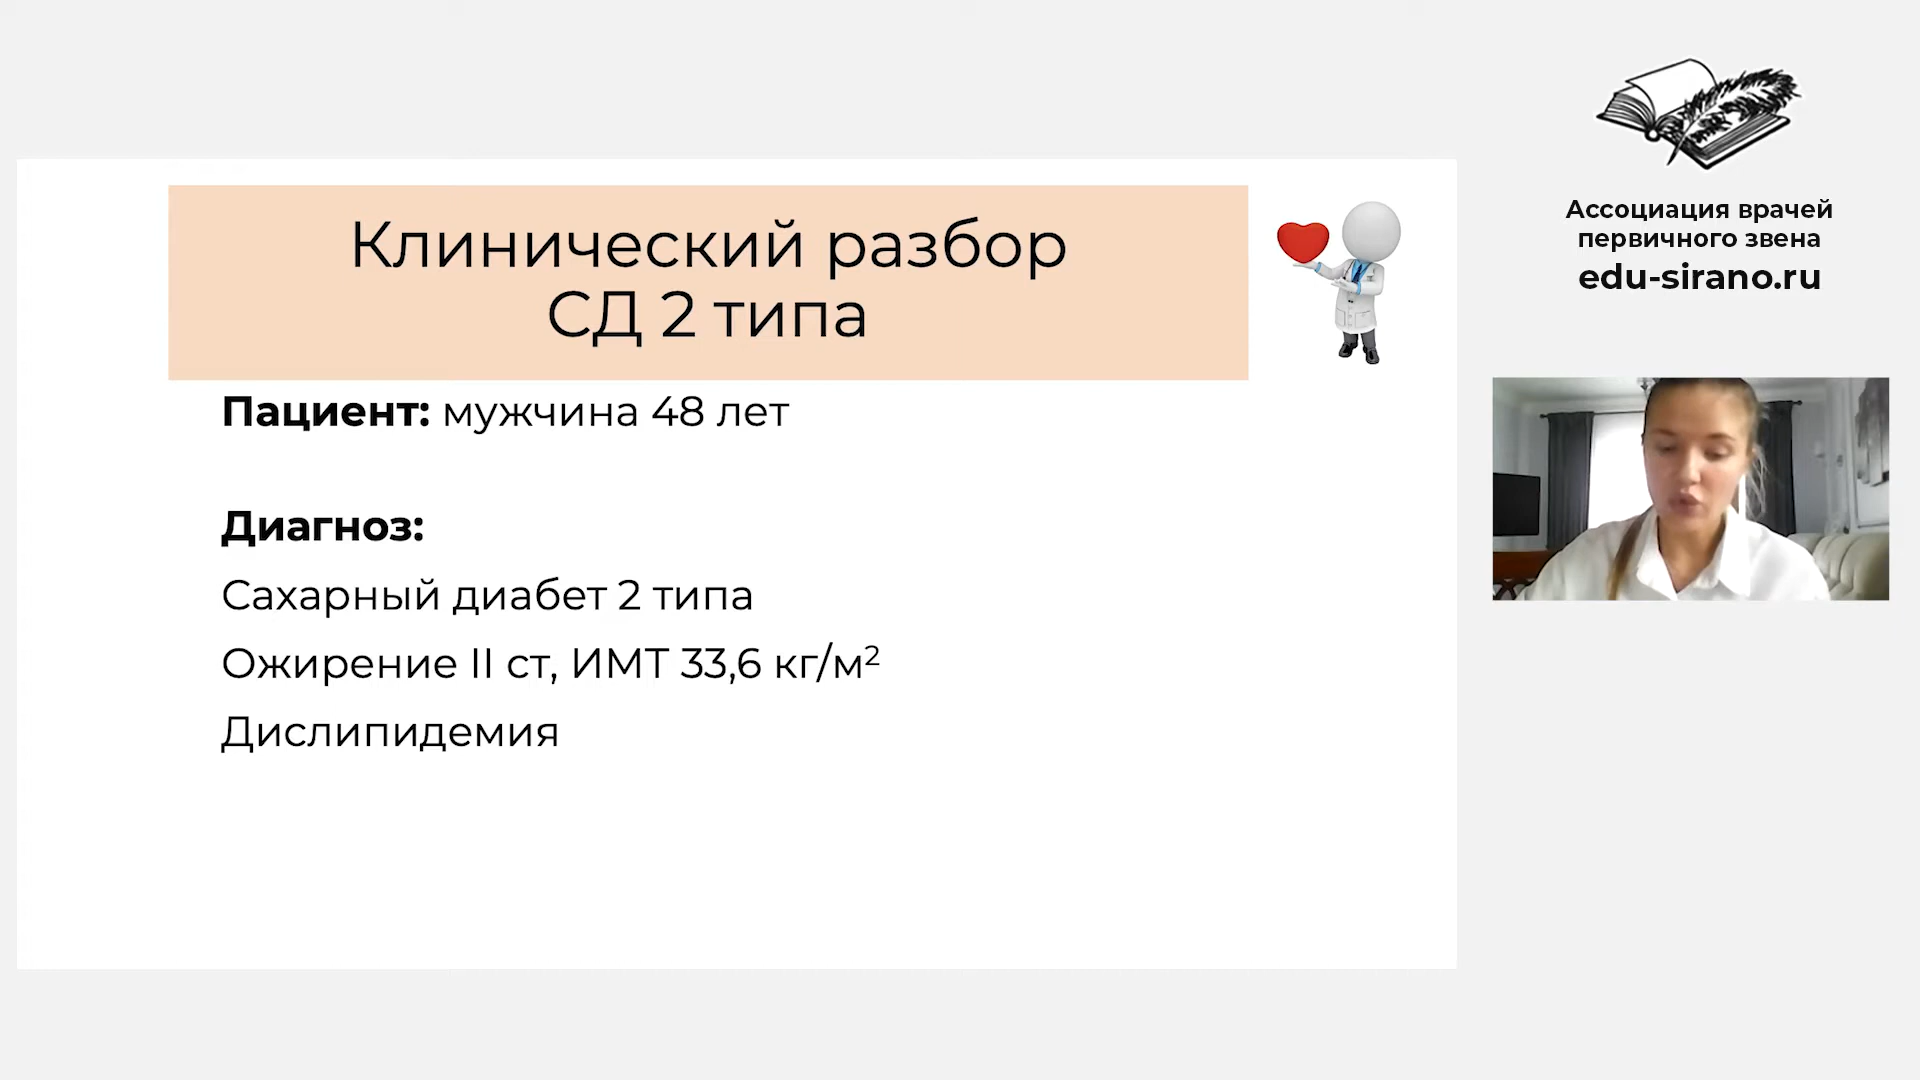 Клинический разбор
СД 2 типа
Пациент: мужчина 48 лет
Диагноз:
Сахарный диабет 2 типа
Ожирение II ст, ИМТ 33,6 кг/м²
Дислипидемия
Ассоциация врачей
первичного звена
edu-sirano.ru